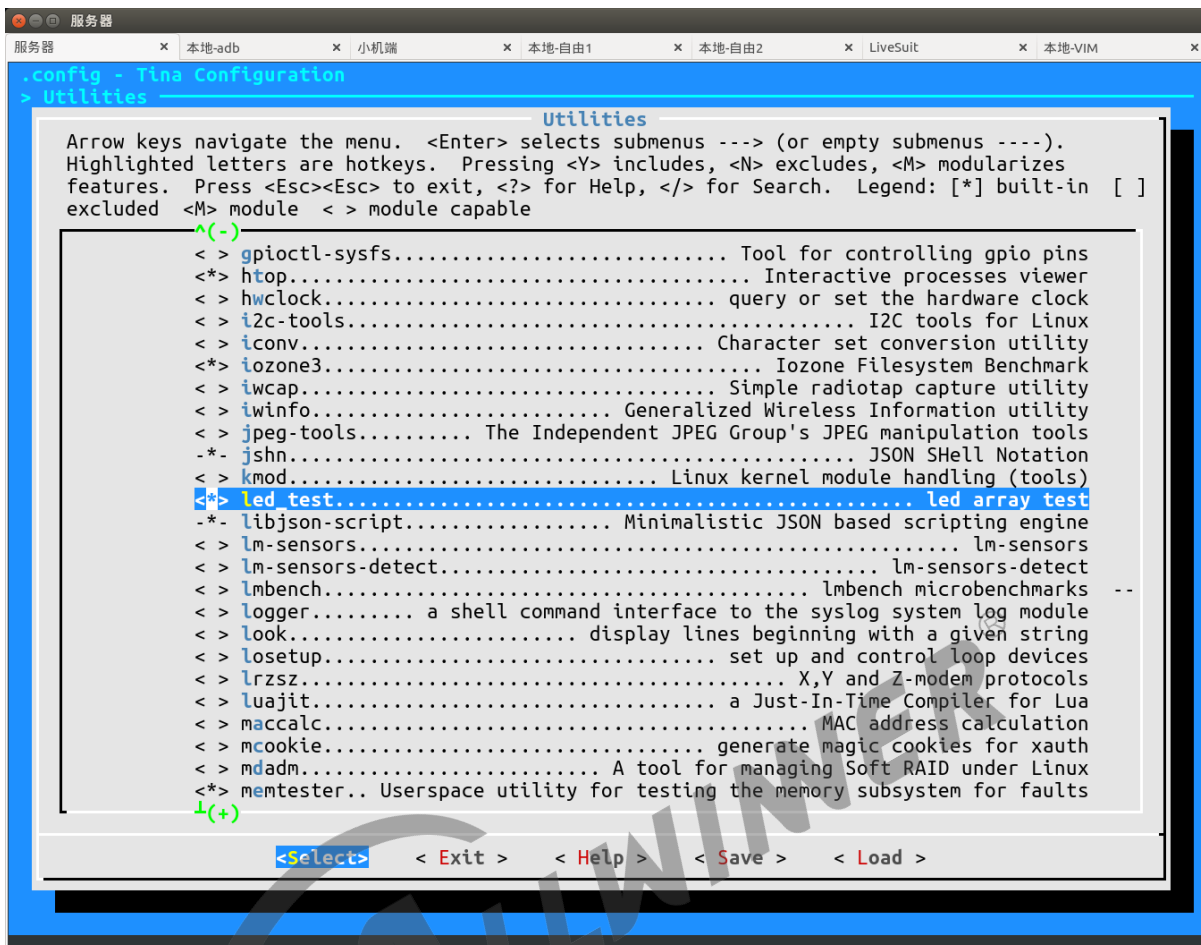 服务器
服务器 × 本地-adb × 小机端 × 本地-自由1 × 本地-自由2 × LiveSuit × 本地-VIM ×
.config - Tina Configuration
> Utilities
Utilities
Arrow keys navigate the menu.  <Enter> selects submenus ---> (or empty submenus ----).
Highlighted letters are hotkeys.  Pressing <Y> includes, <N> excludes, <M> modularizes
features.  Press <Esc><Esc> to exit, <?> for Help, </> for Search.  Legend: [*] built-in  [ ]
excluded  <M> module  < > module capable
^(-)
< > gpioctl-sysfs............................. Tool for controlling gpio pins
<*> htop........................................ Interactive processes viewer
< > hwclock.................................. query or set the hardware clock
< > i2c-tools............................................ I2C tools for Linux
< > iconv................................... Character set conversion utility
<*> iozone3...................................... Iozone Filesystem Benchmark
< > iwcap.................................... Simple radiotap capture utility
< > iwinfo.......................... Generalized Wireless Information utility
< > jpeg-tools.......... The Independent JPEG Group's JPEG manipulation tools
-*- jshn................................................. JSON SHell Notation
< > kmod................................ Linux kernel module handling (tools)
<*> led_test.................................................. led array test
-*- libjson-script.................. Minimalistic JSON based scripting engine
< > lm-sensors.................................................... lm-sensors
< > lm-sensors-detect...................................... lm-sensors-detect
< > lmbench.......................................... lmbench microbenchmarks  --
< > logger......... a shell command interface to the syslog system log module
< > look......................... display lines beginning with a given string
< > losetup.................................. set up and control loop devices
< > lrzsz........................................ X,Y and Z-modem protocols
< > luajit.................................... a Just-In-Time Compiler for Lua
< > maccalc.......................................... MAC address calculation
< > mcookie................................. generate magic cookies for xauth
< > mdadm.......................... A tool for managing Soft RAID under Linux
<*> memtester.. Userspace utility for testing the memory subsystem for faults
┴(+)
<Select>    < Exit >    < Help >    < Save >    < Load >
ALLWINNER®